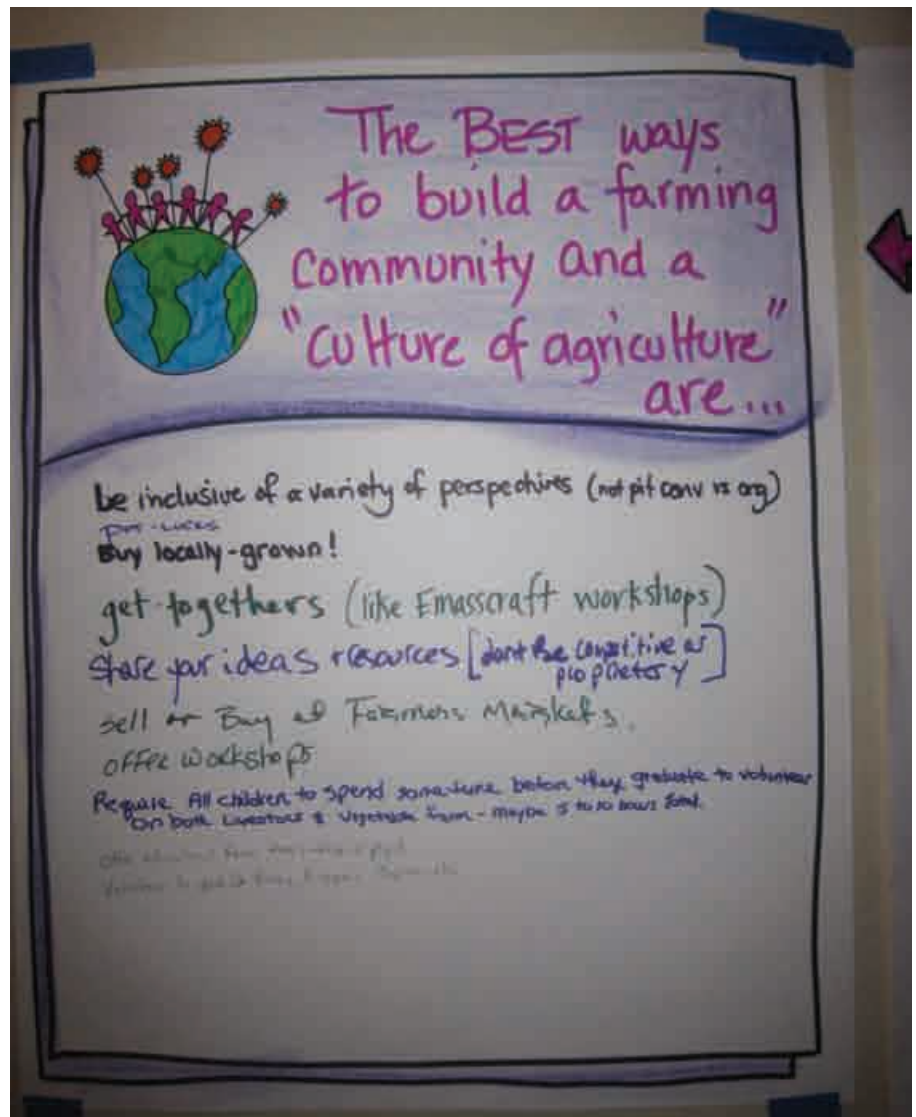 The BEST ways
to build a farming
Community and a
"culture of agriculture"
are...
be inclusive of a variety of perspectives (not pit conv vs org)
Buy locally-grown!
get-togethers (like Emasscraft workshops)
Share your ideas + resources [don't be competitive or
proprietery]
sell or Buy at Farmers Markets.
offer workshops
Require All children to spend some time before they graduate to volunteer
On both Livestock & Vegetable farm - maybe 5 to 10 hours total.